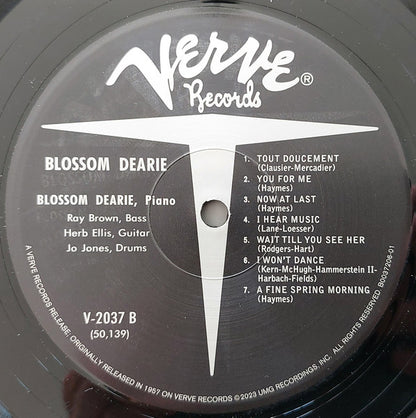 VERVE®
Records
BLOSSOM DEARIE
BLOSSOM DEARIE, Piano
Ray Brown, Bass
Herb Ellis, Guitar
Jo Jones, Drums
V-2037 B
(50,139)
1. TOUT DOUCEMENT
(Clausier-Mercadier)
2. YOU FOR ME
(Haymes)
3. NOW AT LAST
(Haymes)
4. I HEAR MUSIC
(Lane-Loesser)
5. WAIT TILL YOU SEE HER
(Rodgers-Hart)
6. I WON'T DANCE
(Kern-McHugh-Hammerstein II-
Harbach-Fields)
7. A FINE SPRING MORNING
(Haymes)
A VERVE RECORDS RELEASE; ORIGINALLY RELEASED IN 1957 ON VERVE RECORDS © 2023 UMG RECORDINGS, INC. ALL RIGHTS RESERVED. B0037208-01